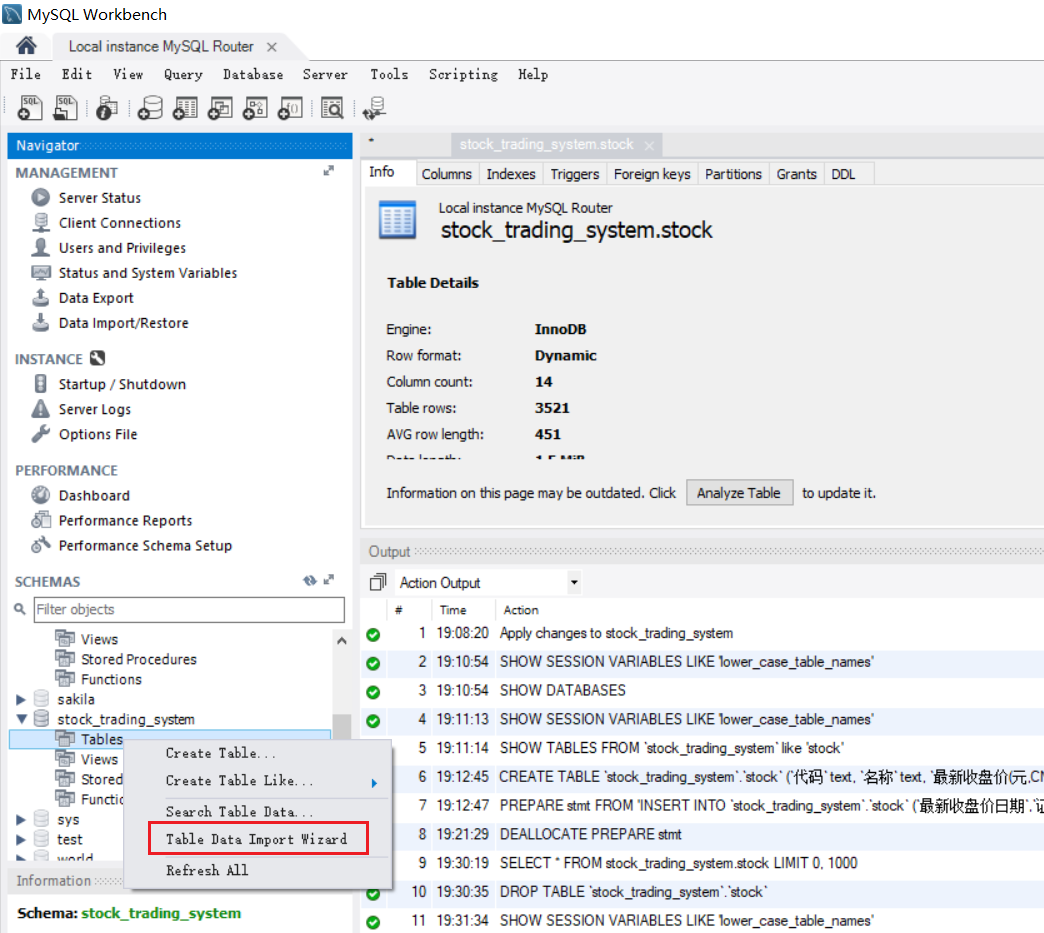 MySQL Workbench
Local instance MySQL Router
File Edit View Query Database Server Tools Scripting Help
Navigator
MANAGEMENT
Server Status
Client Connections
Users and Privileges
Status and System Variables
Data Export
Data Import/Restore
INSTANCE
Startup / Shutdown
Server Logs
Options File
PERFORMANCE
Dashboard
Performance Reports
Performance Schema Setup
SCHEMAS
Filter objects
Views
Stored Procedures
Functions
sakila
stock_trading_system
Tables
Views
Stored
Functic
sys
test
world
Create Table...
Create Table Like...
Search Table Data...
Table Data Import Wizard
Refresh All
Information
Schema: stock_trading_system
stock_trading_system.stock
Info Columns Indexes Triggers Foreign keys Partitions Grants DDL
Local instance MySQL Router
stock_trading_system.stock
Table Details
Engine: InnoDB
Row format: Dynamic
Column count: 14
Table rows: 3521
AVG row length: 451
Data length: 1.5 MiB
Information on this page may be outdated. Click Analyze Table to update it.
Output
Action Output
# Time Action
1 19:08:20 Apply changes to stock_trading_system
2 19:10:54 SHOW SESSION VARIABLES LIKE 'lower_case_table_names'
3 19:10:54 SHOW DATABASES
4 19:11:13 SHOW SESSION VARIABLES LIKE 'lower_case_table_names'
5 19:11:14 SHOW TABLES FROM `stock_trading_system` like 'stock'
6 19:12:45 CREATE TABLE `stock_trading_system`.`stock` (`代码` text, `名称` text, `最新收盘价(元,CN
7 19:12:47 PREPARE stmt FROM 'INSERT INTO `stock_trading_system`.`stock` (`最新收盘价日期`,`证
8 19:21:29 DEALLOCATE PREPARE stmt
9 19:30:19 SELECT * FROM stock_trading_system.stock LIMIT 0, 1000
10 19:30:35 DROP TABLE `stock_trading_system`.`stock`
11 19:31:34 SHOW SESSION VARIABLES LIKE 'lower_case_table_names'